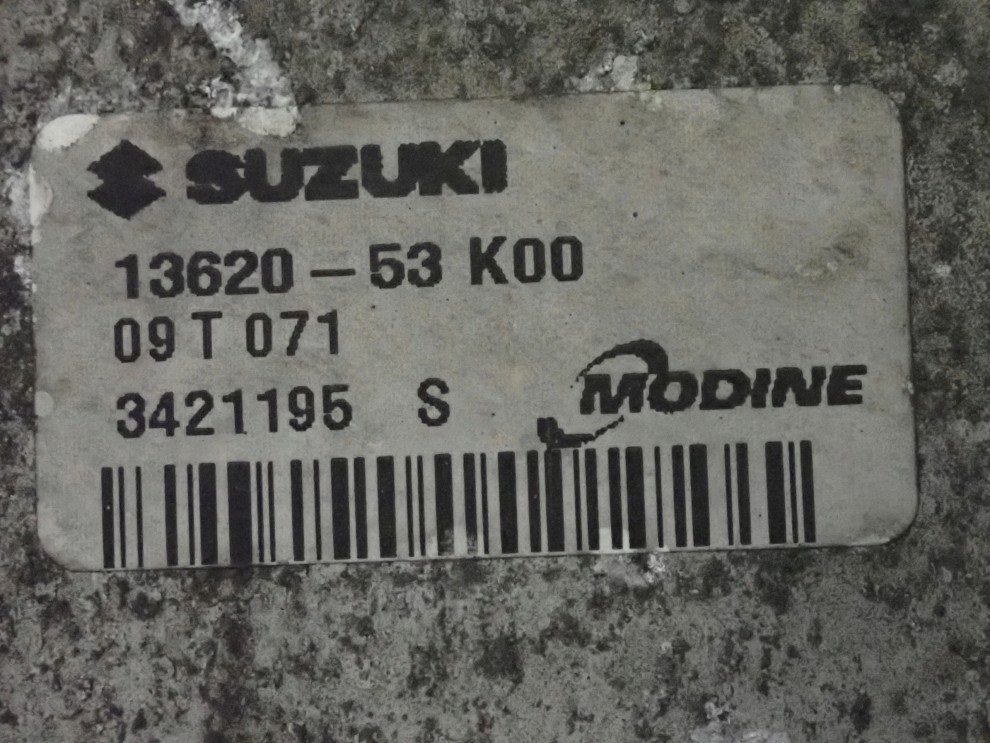 SUZUKI
13620-53 K00
09 T 071
3421195 S
MODINE